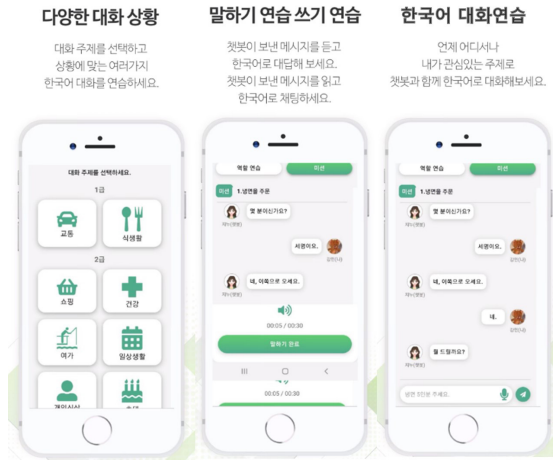 다양한 대화 상황
대화 주제를 선택하고
상황에 맞는 여러가지
한국어 대화를 연습하세요.
대화 주제를 선택하세요.
1급
교통
식생활
2급
쇼핑
건강
여가
일상생활
말하기 연습 쓰기 연습
챗봇이 보낸 메시지를 듣고
한국어로 대답해 보세요.
챗봇이 보낸 메시지를 읽고
한국어로 채팅하세요.
역할 연습
미션
미션
1.냉면을 주문
몇 분이신가요?
서명이요.
네, 이쪽으로 오세요.
00:05 / 00:30
말하기 완료
00:05 / 00:30
한국어 대화연습
언제 어디서나
내가 관심있는 주제로
챗봇과 함께 한국어로 대화해보세요.
역할 연습
미션
미션
1.냉면을 주문
몇 분이신가요?
서명이요.
네, 이쪽으로 오세요.
네.
뭘 드릴까요?
냉면 3인분 주세요.